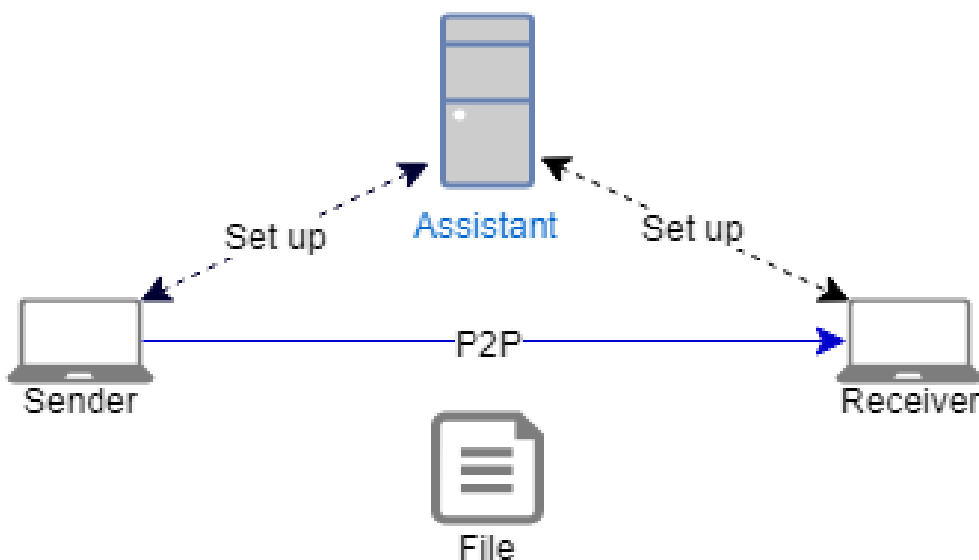 Assistant
Set up
Set up
P2P
Sender
Receiver
File